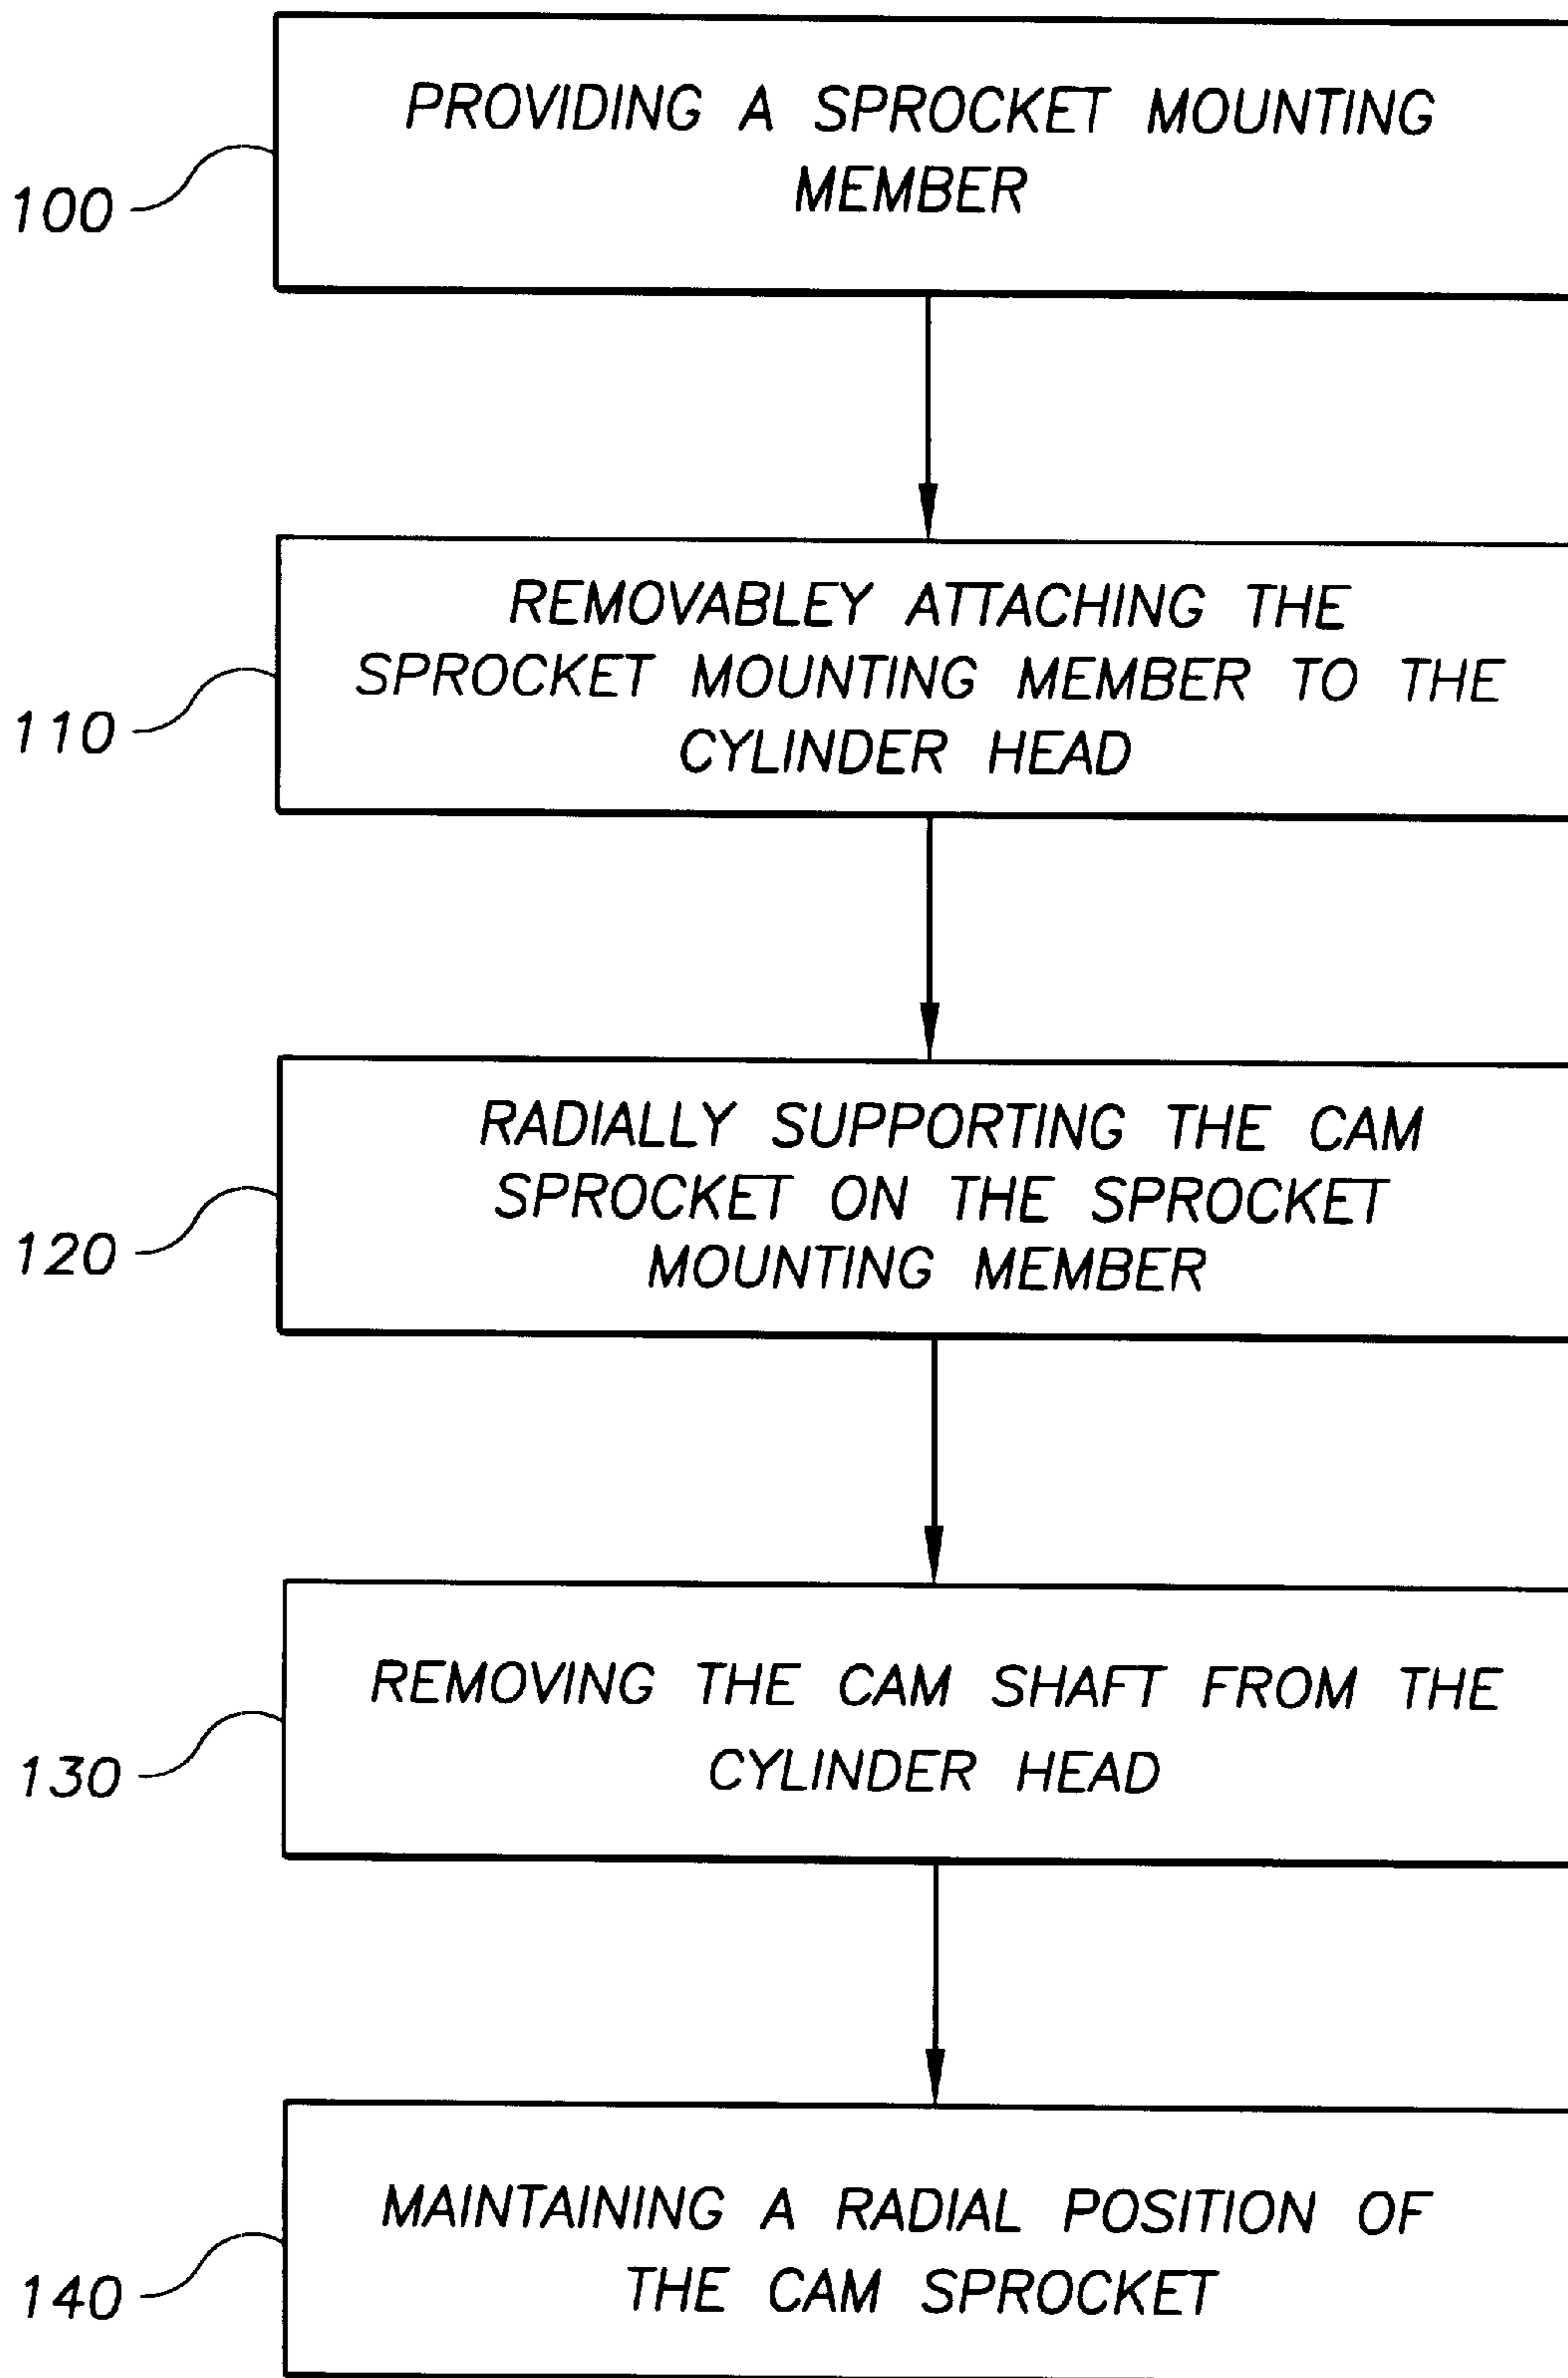 PROVIDING A SPROCKET MOUNTING
MEMBER
100
REMOVABLEY ATTACHING THE
SPROCKET MOUNTING MEMBER TO THE
CYLINDER HEAD
110
RADIALLY SUPPORTING THE CAM
SPROCKET ON THE SPROCKET
MOUNTING MEMBER
120
REMOVING THE CAM SHAFT FROM THE
CYLINDER HEAD
130
MAINTAINING A RADIAL POSITION OF
THE CAM SPROCKET
140